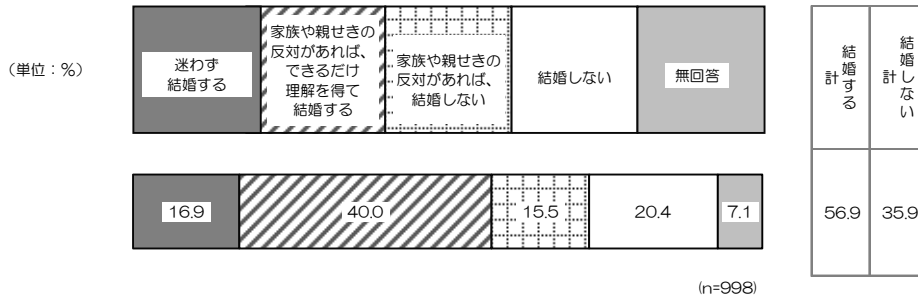 （単位：％）
迷わず
結婚する
家族や親せきの
反対があれば、
できるだけ
理解を得て
結婚する
家族や親せきの
反対があれば、
結婚しない
結婚しない
無回答
結婚する
計
結婚しない
計
16.9
40.0
15.5
20.4
7.1
56.9
35.9
(n=998)